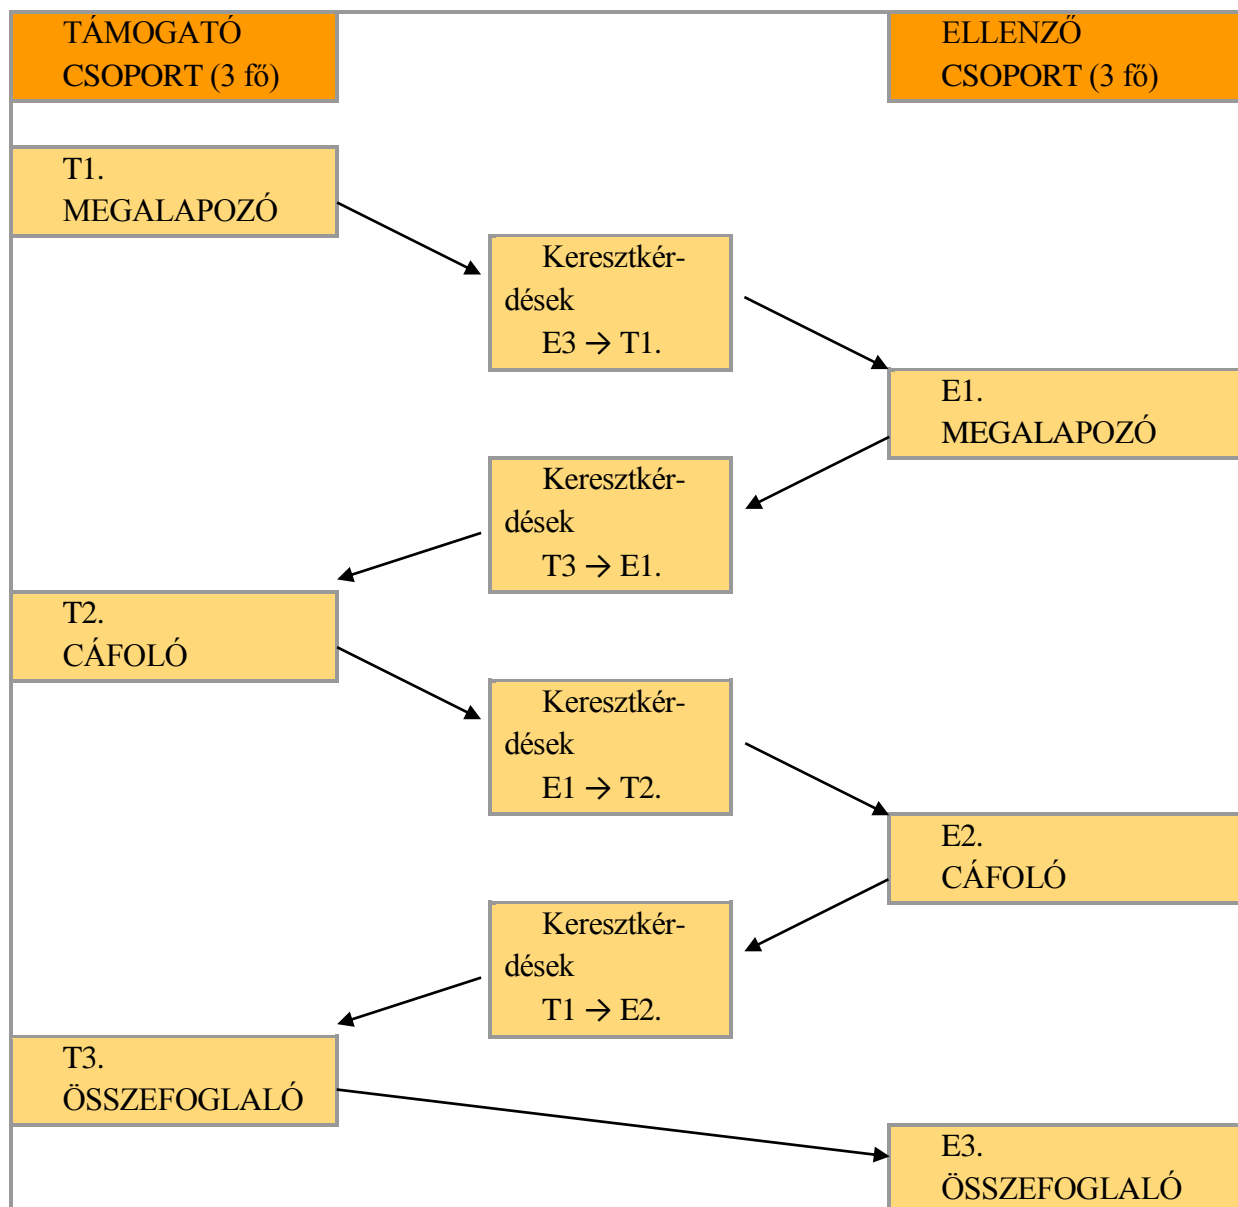 TÁMOGATÓ
CSOPORT (3 fő)
ELLENZŐ
CSOPORT (3 fő)
T1.
MEGALAPOZÓ
Keresztkér-
dések
E3 → T1.
E1.
MEGALAPOZÓ
Keresztkér-
dések
T3 → E1.
T2.
CÁFOLÓ
Keresztkér-
dések
E1 → T2.
E2.
CÁFOLÓ
Keresztkér-
dések
T1 → E2.
T3.
ÖSSZEFOGLALÓ
E3.
ÖSSZEFOGLALÓ